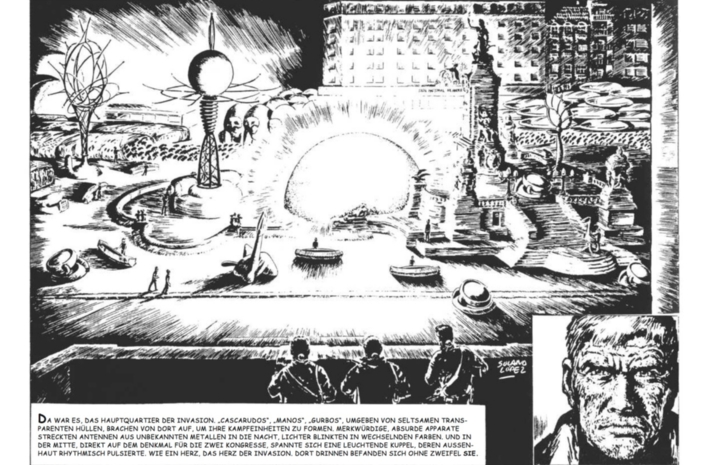 SOLANO
LOPEZ
DA WAR ES, DAS HAUPTQUARTIER DER INVASION. „CASCARUDOS“, „MANOS“, „GURBOS“, UMGEBEN VON SELTSAMEN TRANS-
PARENTEN HÜLLEN, BRACHEN VON DORT AUF, UM IHRE KAMPFEINHEITEN ZU FORMEN. MERKWÜRDIGE, ABSURDE APPARATE
STRECKTEN ANTENNEN AUS UNBEKANNTEN METALLEN IN DIE NACHT, LICHTER BLINKTEN IN WECHSELNDEN FARBEN. UND IN
DER MITTE, DIREKT AUF DEM DENKMAL FÜR DIE ZWEI KONGRESSE, SPANNTE SICH EINE LEUCHTENDE KUPPEL, DEREN AUSSEN-
HAUT RHYTHMISCH PULSIERTE. WIE EIN HERZ, DAS HERZ DER INVASION. DORT DRINNEN BEFANDEN SICH OHNE ZWEIFEL SIE.